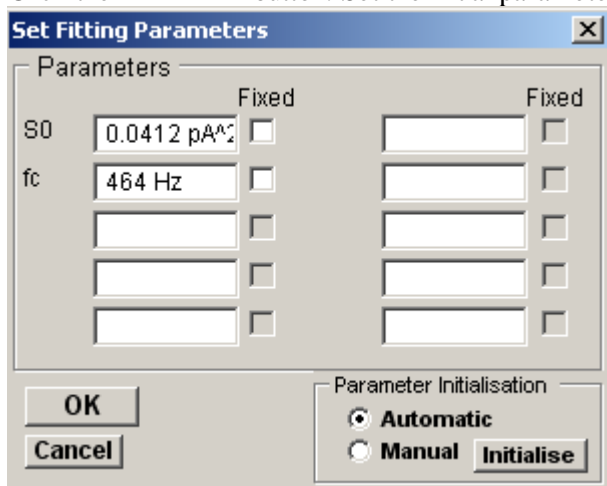 Set Fitting Parameters
Parameters
Fixed Fixed
S0 0.0412 pA^2
fc 464 Hz
Parameter Initialisation
OK
Automatic
Cancel
Manual Initialise